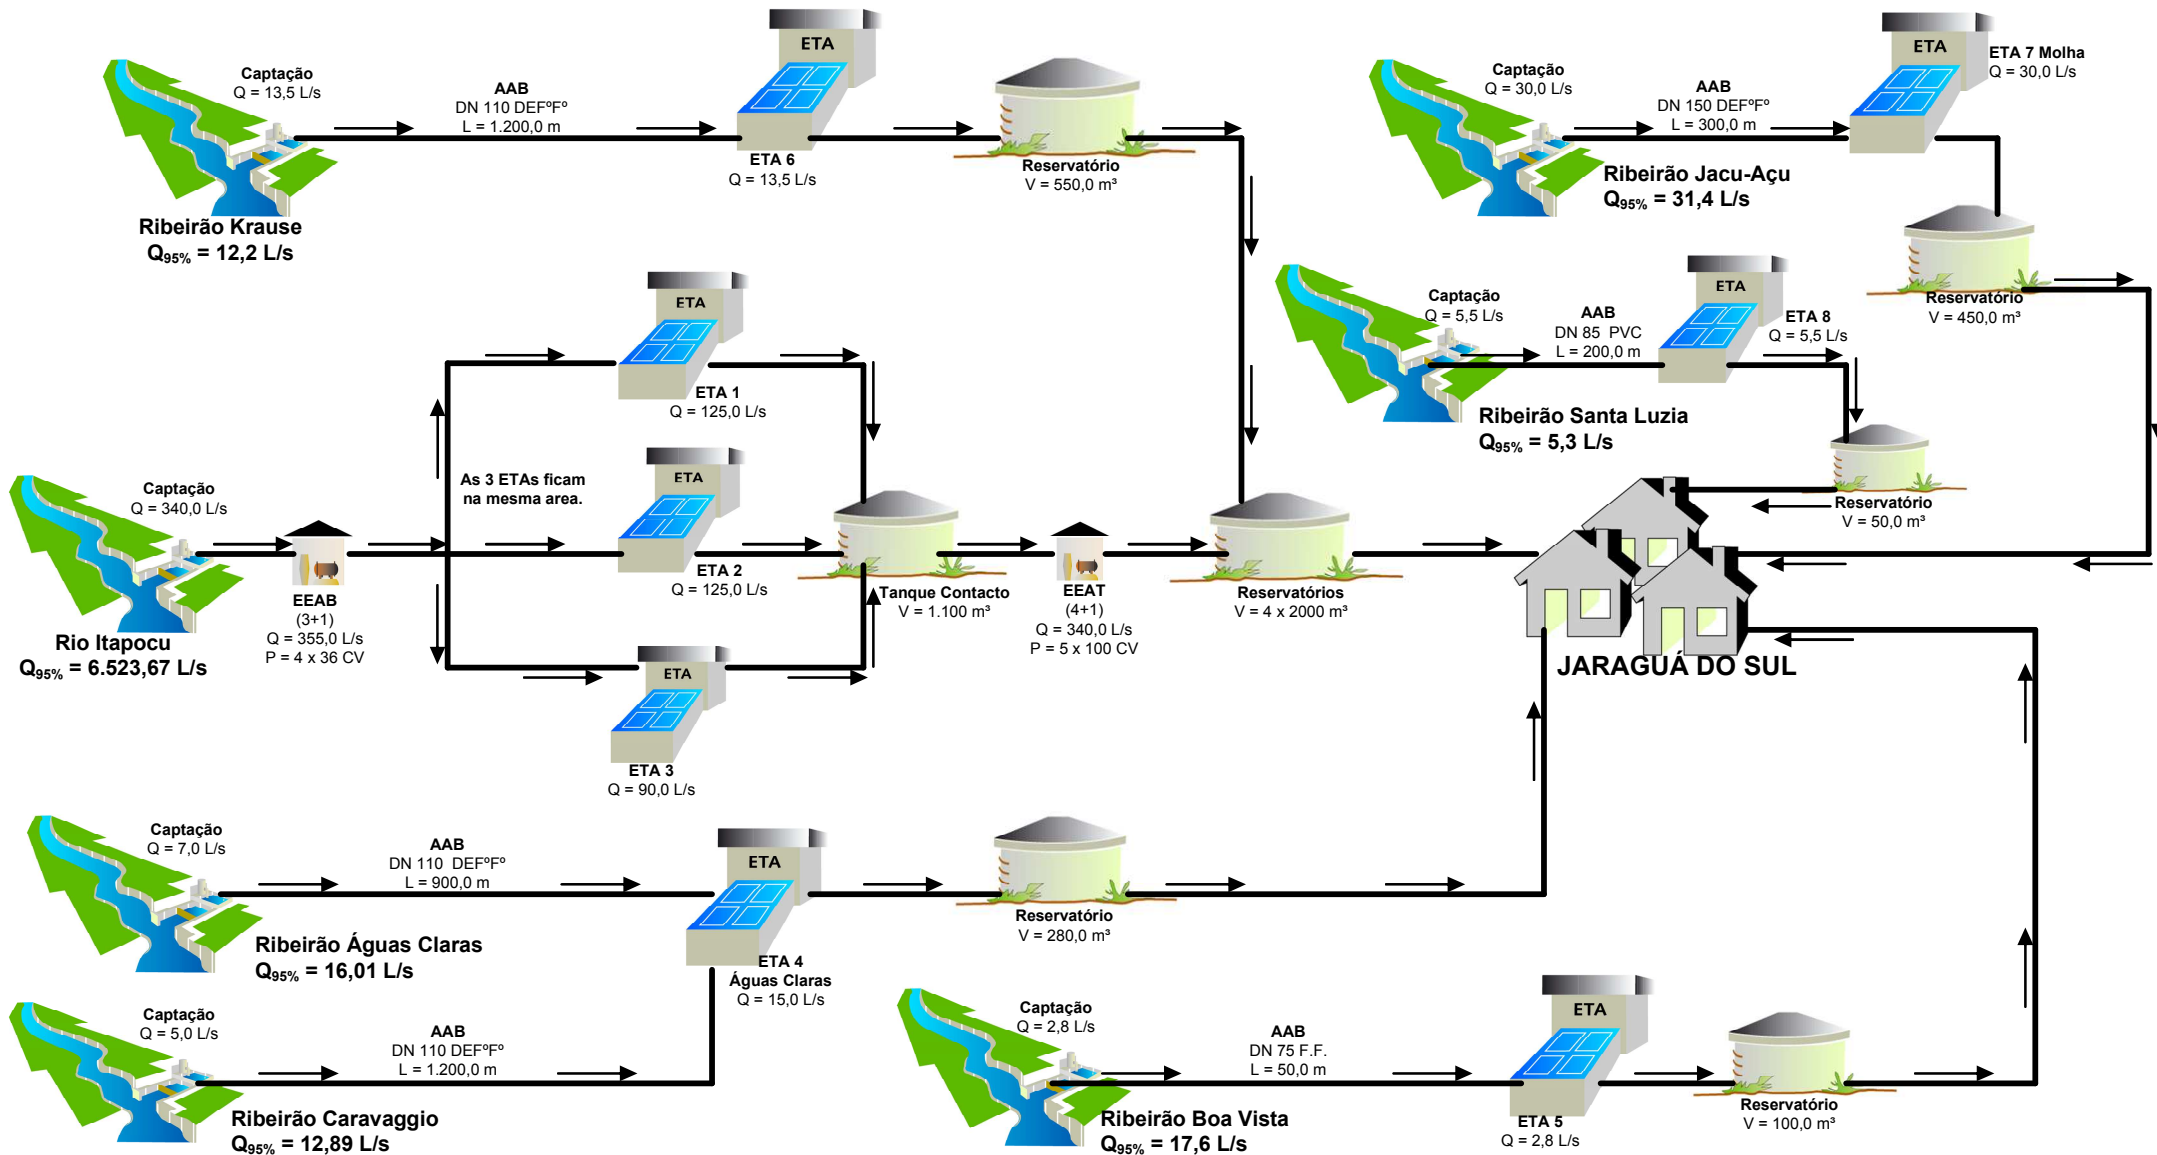 Captação
Q = 13,5 L/s
AAB
DN 110 DEFºFº
L = 1.200,0 m
ETA
ETA 6
Q = 13,5 L/s
Reservatório
V = 550,0 m³
Ribeirão Krause
Q95% = 12,2 L/s
Captação
Q = 30,0 L/s
AAB
DN 150 DEFºFº
L = 300,0 m
ETA
ETA 7 Molha
Q = 30,0 L/s
Ribeirão Jacu-Açu
Q95% = 31,4 L/s
Reservatório
V = 450,0 m³
Captação
Q = 5,5 L/s
AAB
DN 85 PVC
L = 200,0 m
ETA
ETA 8
Q = 5,5 L/s
Ribeirão Santa Luzia
Q95% = 5,3 L/s
Reservatório
V = 50,0 m³
ETA
ETA 1
Q = 125,0 L/s
As 3 ETAs ficam
na mesma area.
ETA
ETA 2
Q = 125,0 L/s
Captação
Q = 340,0 L/s
Rio Itapocu
Q95% = 6.523,67 L/s
EEAB
(3+1)
Q = 355,0 L/s
P = 4 x 36 CV
ETA
ETA 3
Q = 90,0 L/s
Tanque Contacto
V = 1.100 m³
EEAT
(4+1)
Q = 340,0 L/s
P = 5 x 100 CV
Reservatórios
V = 4 x 2000 m³
JARAGUÁ DO SUL
Captação
Q = 7,0 L/s
AAB
DN 110 DEFºFº
L = 900,0 m
ETA
ETA 4
Águas Claras
Q = 15,0 L/s
Reservatório
V = 280,0 m³
Ribeirão Águas Claras
Q95% = 16,01 L/s
Captação
Q = 5,0 L/s
AAB
DN 110 DEFºFº
L = 1.200,0 m
Ribeirão Caravaggio
Q95% = 12,89 L/s
Captação
Q = 2,8 L/s
AAB
DN 75 F.F.
L = 50,0 m
ETA
ETA 5
Q = 2,8 L/s
Reservatório
V = 100,0 m³
Ribeirão Boa Vista
Q95% = 17,6 L/s